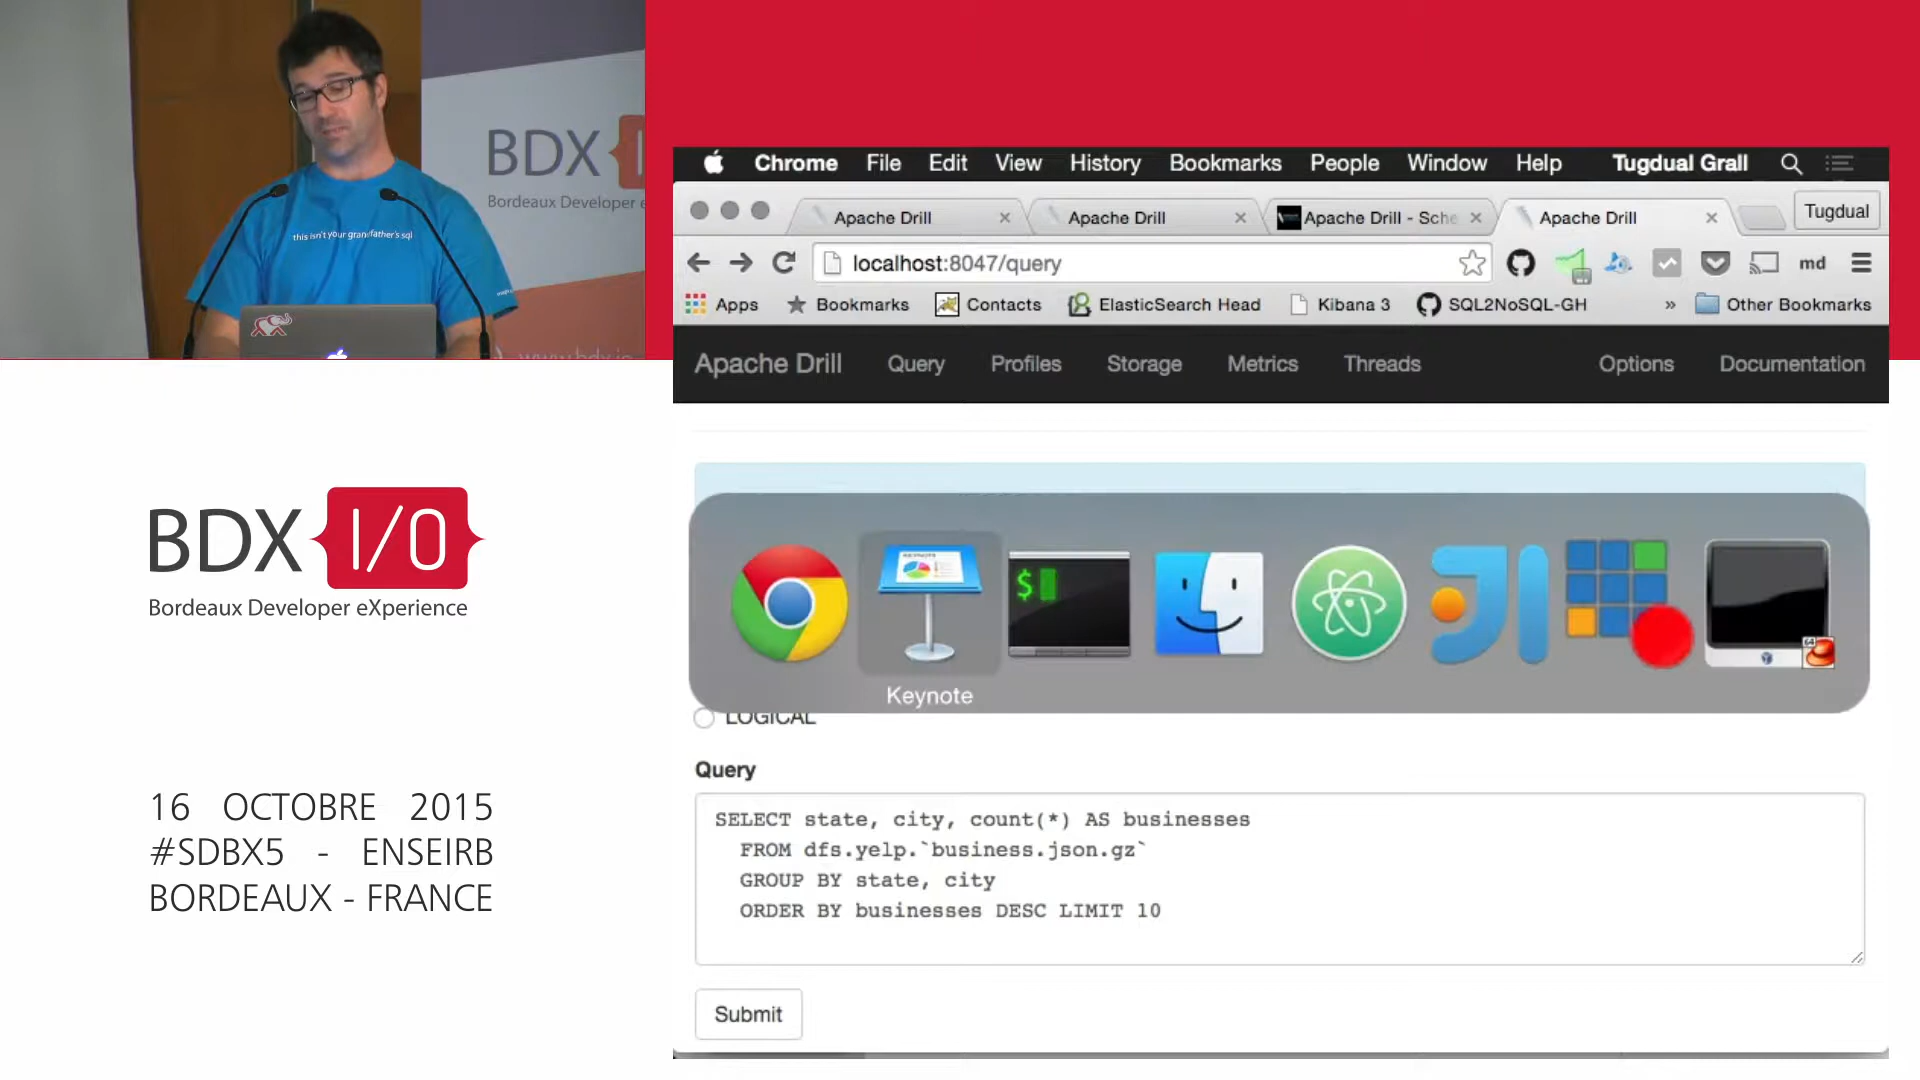 BDX
Bordeaux Developer e
this isn't your grandfather's sql
Chrome File Edit View History Bookmarks People Window Help Tugdual Grall
Apache Drill Apache Drill Apache Drill - Sche Apache Drill Tugdual
localhost:8047/query md
Apps Bookmarks Contacts ElasticSearch Head Kibana 3 SQL2NoSQL-GH » Other Bookmarks
Apache Drill Query Profiles Storage Metrics Threads Options Documentation
KEYNOTE
$
64
Keynote
LOGICAL
Query
SELECT state, city, count(*) AS businesses
FROM dfs.yelp.`business.json.gz`
GROUP BY state, city
ORDER BY businesses DESC LIMIT 10
Submit
BDX I/O
Bordeaux Developer eXperience
16 OCTOBRE 2015
#SDBX5 - ENSEIRB
BORDEAUX - FRANCE